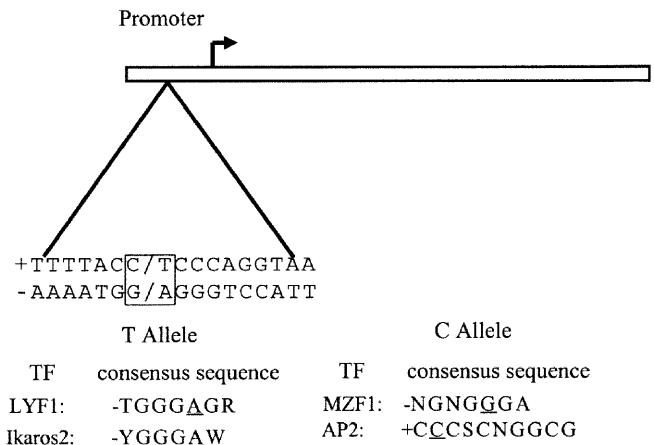 Promoter
+TTTTACC/TCCCAGGTAA
-AAAATGG/AGGGTCCATT
T Allele
C Allele
TF consensus sequence
TF consensus sequence
LYF1: -TGGGAGR
MZF1: -NGNGGGA
Ikaros2: -YGGGAW
AP2: +CCCSCNGGCG